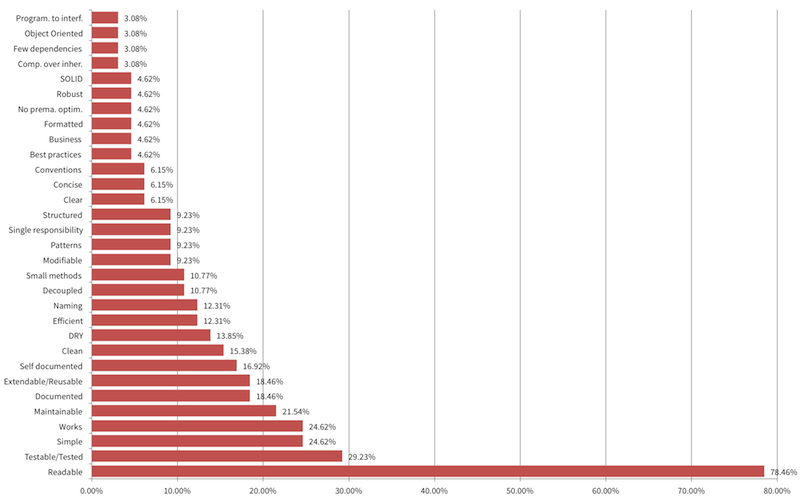 Program. to interf. 3.08%
Object Oriented 3.08%
Few dependencies 3.08%
Comp. over inher. 3.08%
SOLID 4.62%
Robust 4.62%
No prema. optim. 4.62%
Formatted 4.62%
Business 4.62%
Best practices 4.62%
Conventions 6.15%
Concise 6.15%
Clear 6.15%
Structured 9.23%
Single responsibility 9.23%
Patterns 9.23%
Modifiable 9.23%
Small methods 10.77%
Decoupled 10.77%
Naming 12.31%
Efficient 12.31%
DRY 13.85%
Clean 15.38%
Self documented 16.92%
Extendable/Reusable 18.46%
Documented 18.46%
Maintainable 21.54%
Works 24.62%
Simple 24.62%
Testable/Tested 29.23%
Readable 78.46%
0.00% 10.00% 20.00% 30.00% 40.00% 50.00% 60.00% 70.00% 80.00%